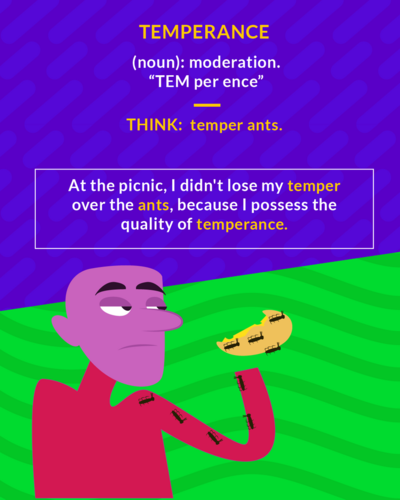 TEMPERANCE
(noun): moderation.
“TEM per ence”
THINK: temper ants.
At the picnic, I didn't lose my temper
over the ants, because I possess the
quality of temperance.